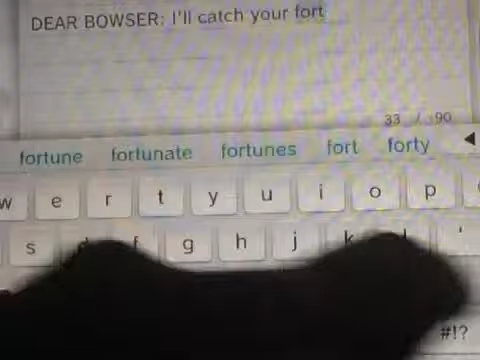 DEAR BOWSER: I'll catch your fort
33 / 90
fortune fortunate fortunes fort forty
w e r t y u i o p
s f g h j k '
#!?